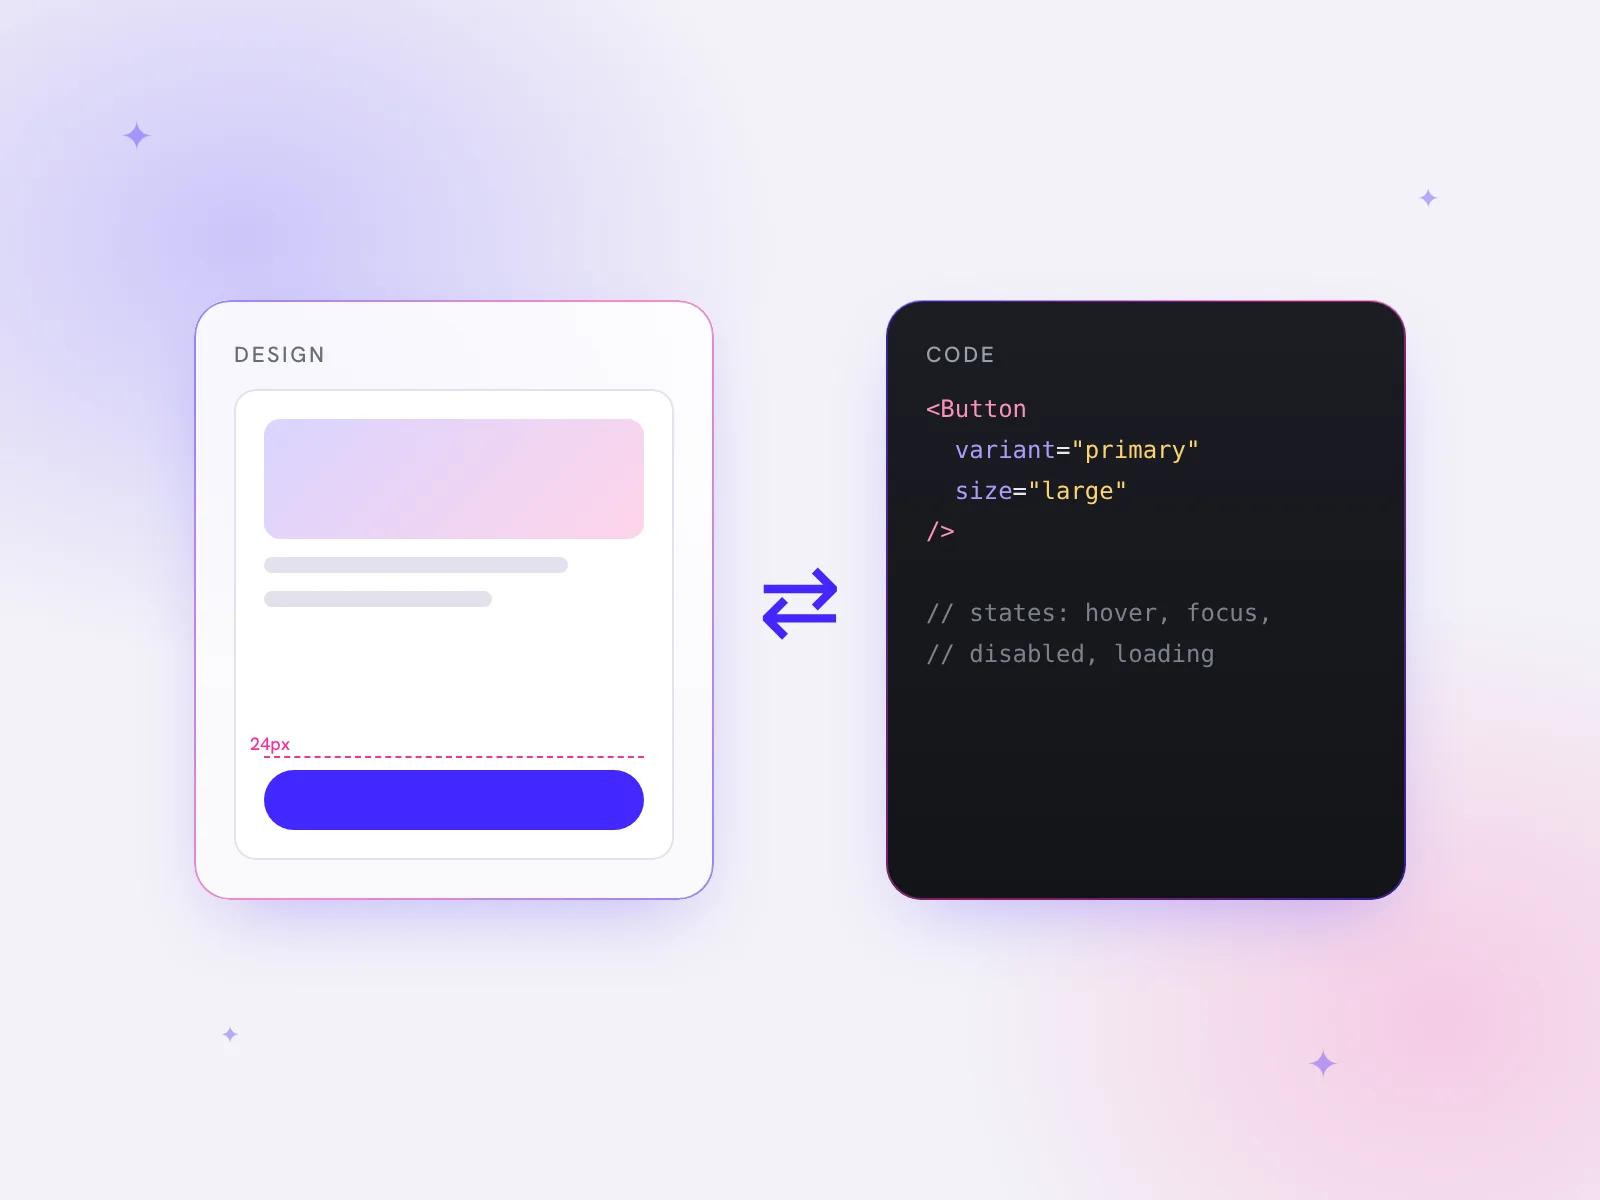 DESIGN
24px
CODE
<Button
variant="primary"
size="large"
/>
// states: hover, focus,
// disabled, loading